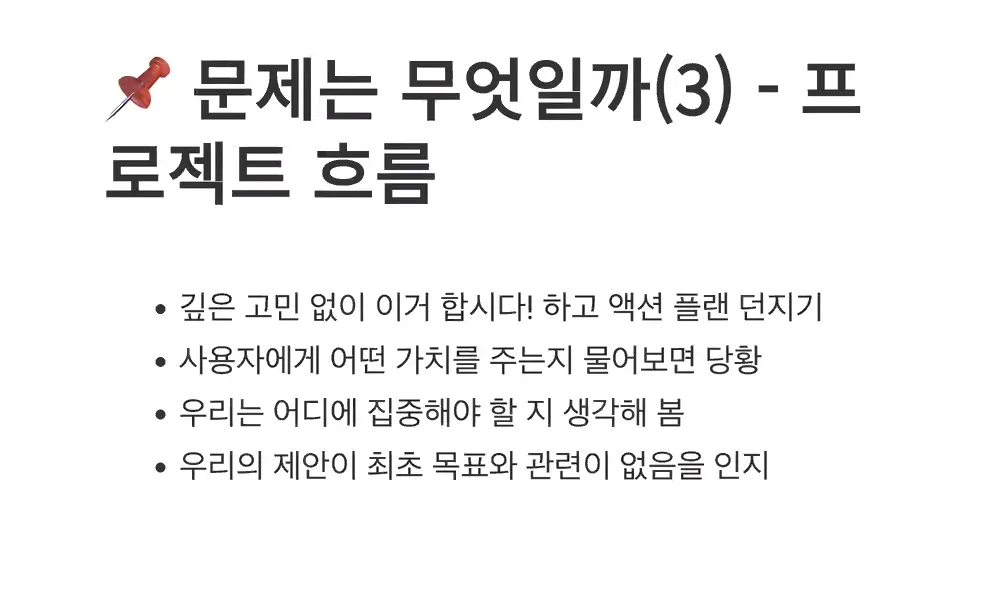 📌 문제는 무엇일까(3) - 프
로젝트 흐름
• 깊은 고민 없이 이거 합시다! 하고 액션 플랜 던지기
• 사용자에게 어떤 가치를 주는지 물어보면 당황
• 우리는 어디에 집중해야 할 지 생각해 봄
• 우리의 제안이 최초 목표와 관련이 없음을 인지